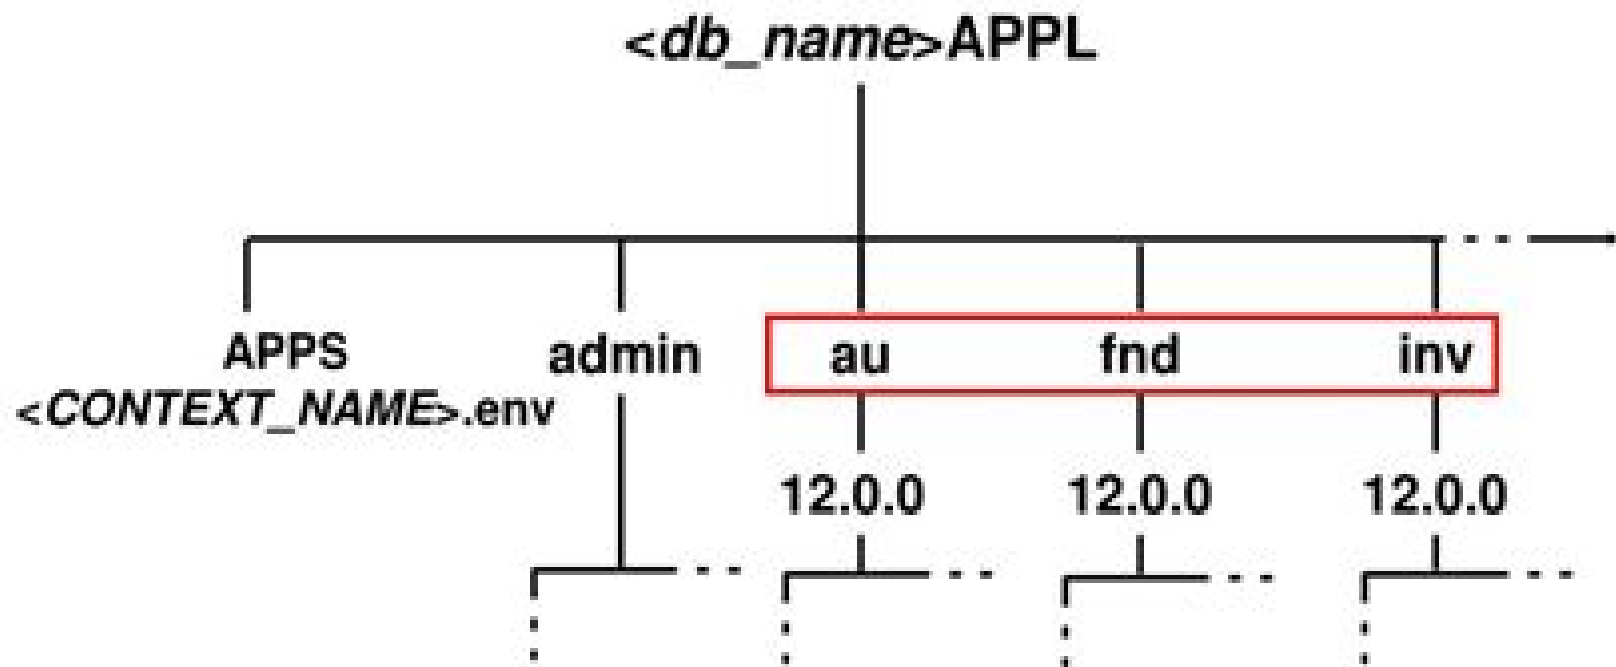 <db_name>APPL
APPS admin au fnd inv
<CONTEXT_NAME>.env
12.0.0 12.0.0 12.0.0